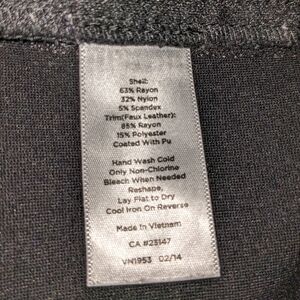 Shell:
63% Rayon
32% Nylon
5% Spandex
Trim(Faux Leather):
85% Rayon
15% Polyester
Coated With Pu
Hand Wash Cold
Only Non-Chlorine
Bleach When Needed
Reshape,
Lay Flat to Dry
Cool Iron On Reverse
Made In Vietnam
CA #23147
VN1953 02/14